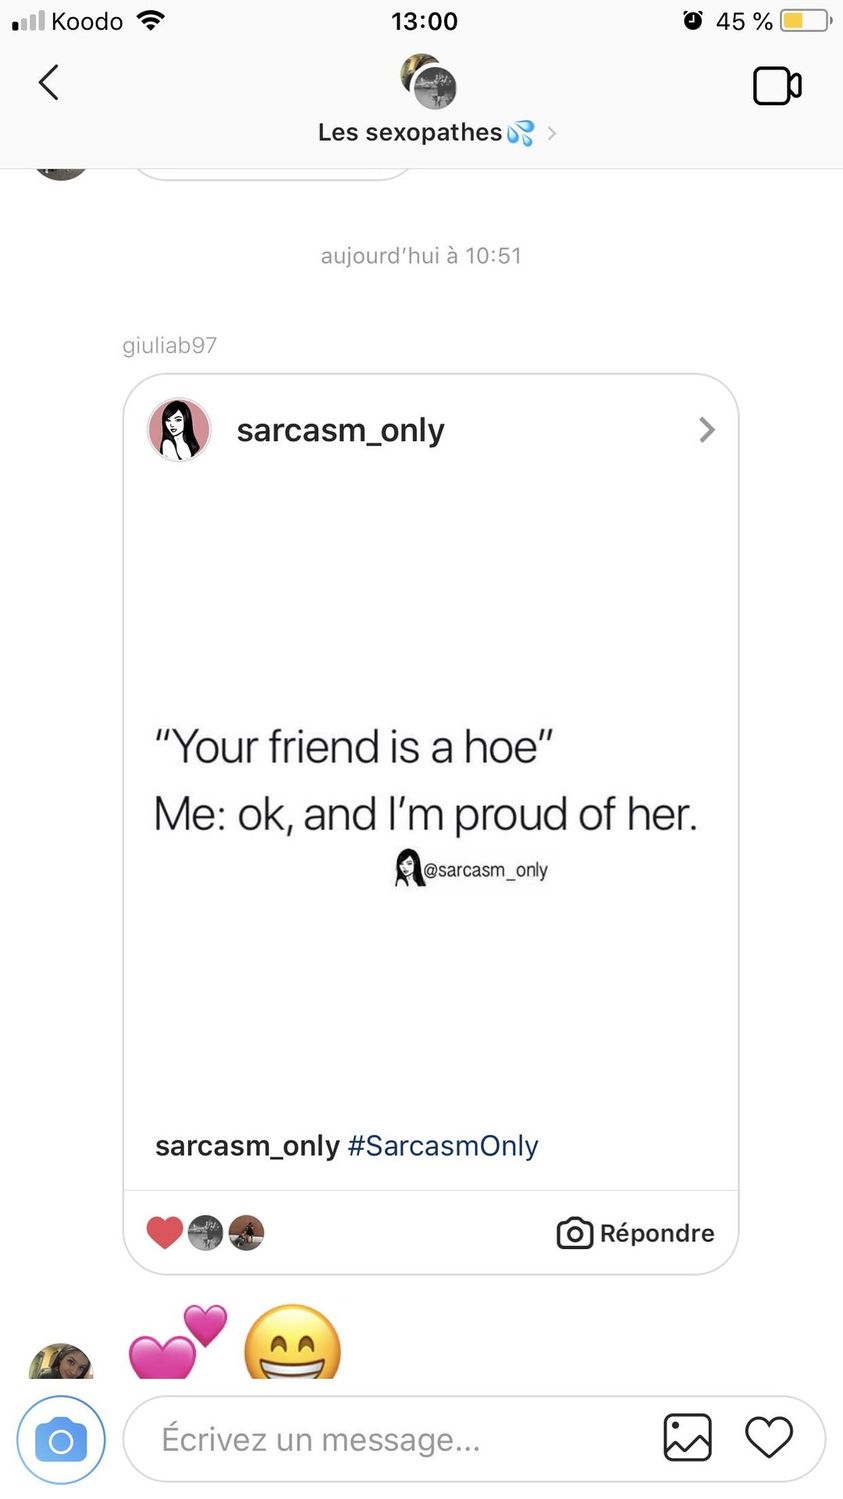 Koodo 13:00 45 %
Les sexopathes💦
aujourd'hui à 10:51
giuliab97
sarcasm_only
"Your friend is a hoe"
Me: ok, and I'm proud of her.
@sarcasm_only
sarcasm_only #SarcasmOnly
Répondre
Écrivez un message...